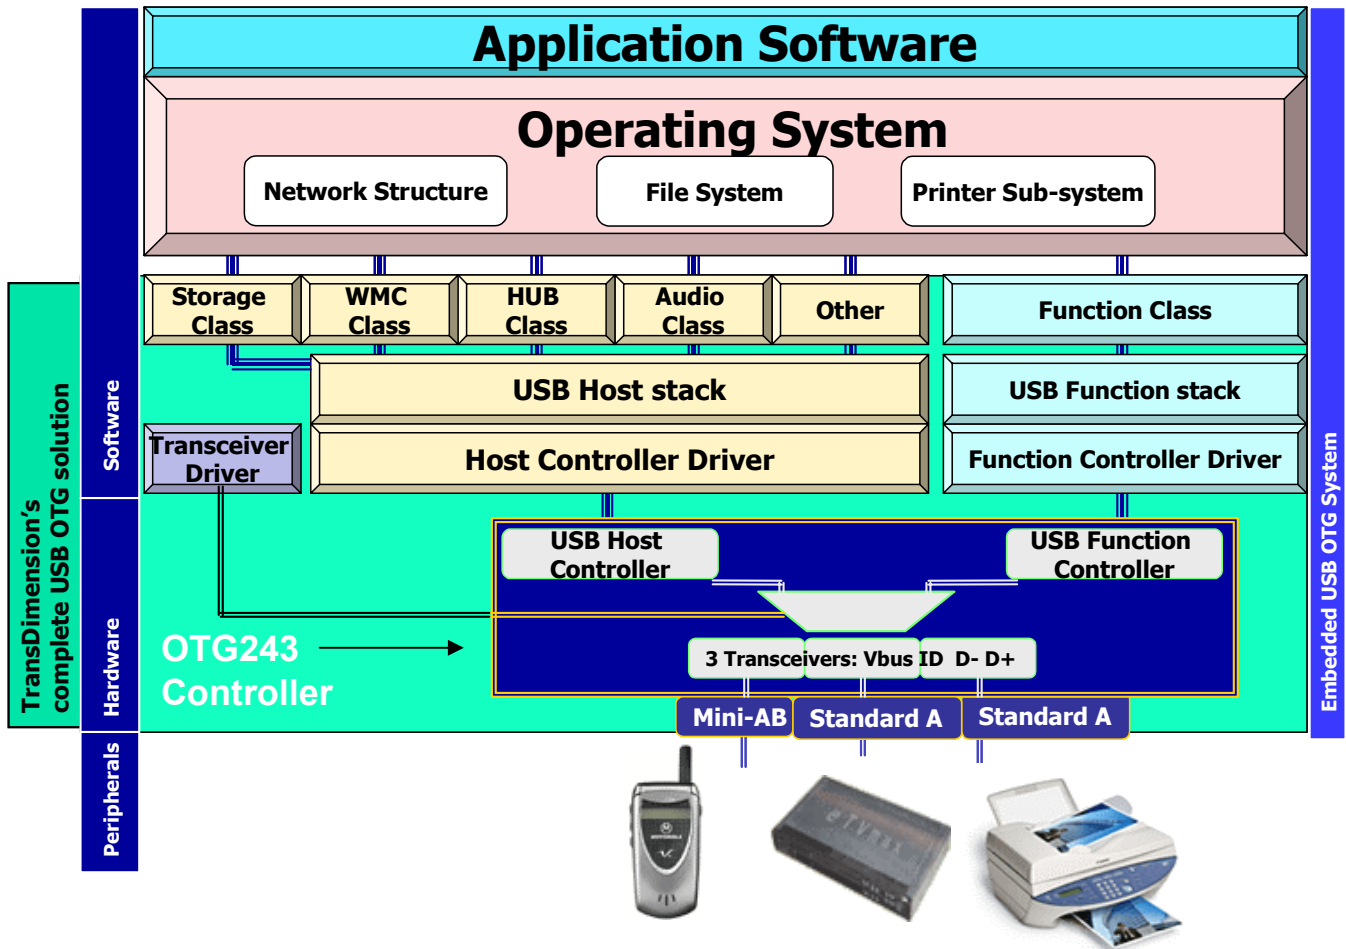 Application Software
Operating System
Network Structure
File System
Printer Sub-system
Storage
Class
WMC
Class
HUB
Class
Audio
Class
Other
Function Class
USB Host stack
USB Function stack
Transceiver
Driver
Host Controller Driver
Function Controller Driver
USB Host
Controller
USB Function
Controller
OTG243
Controller
3 Transceivers: Vbus ID D- D+
Mini-AB
Standard A
Standard A
TransDimension's
complete USB OTG solution
Software
Hardware
Peripherals
Embedded USB OTG System
MOTOROLA